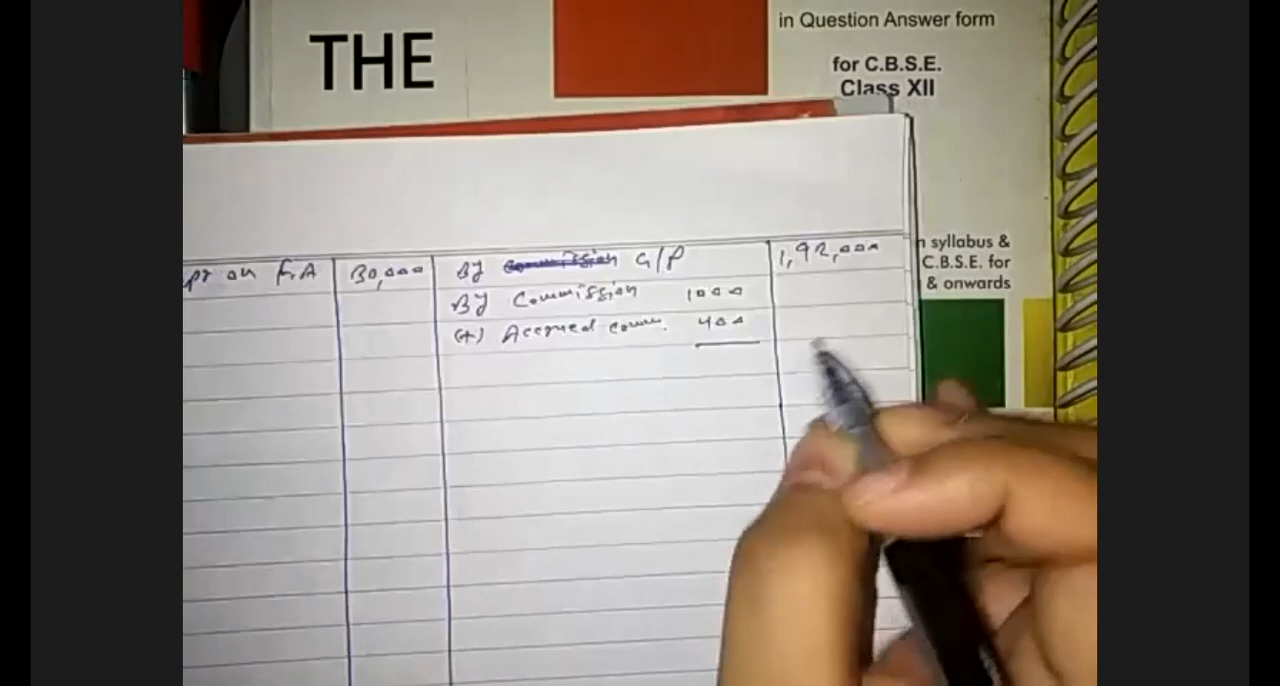 in Question Answer form
THE
for C.B.S.E.
Class XII
syllabus &
C.B.S.E. for
& onwards
on F.A 30,000 By G/P 1,92,000
By Commission 1000
(+) Accrued comm. 400